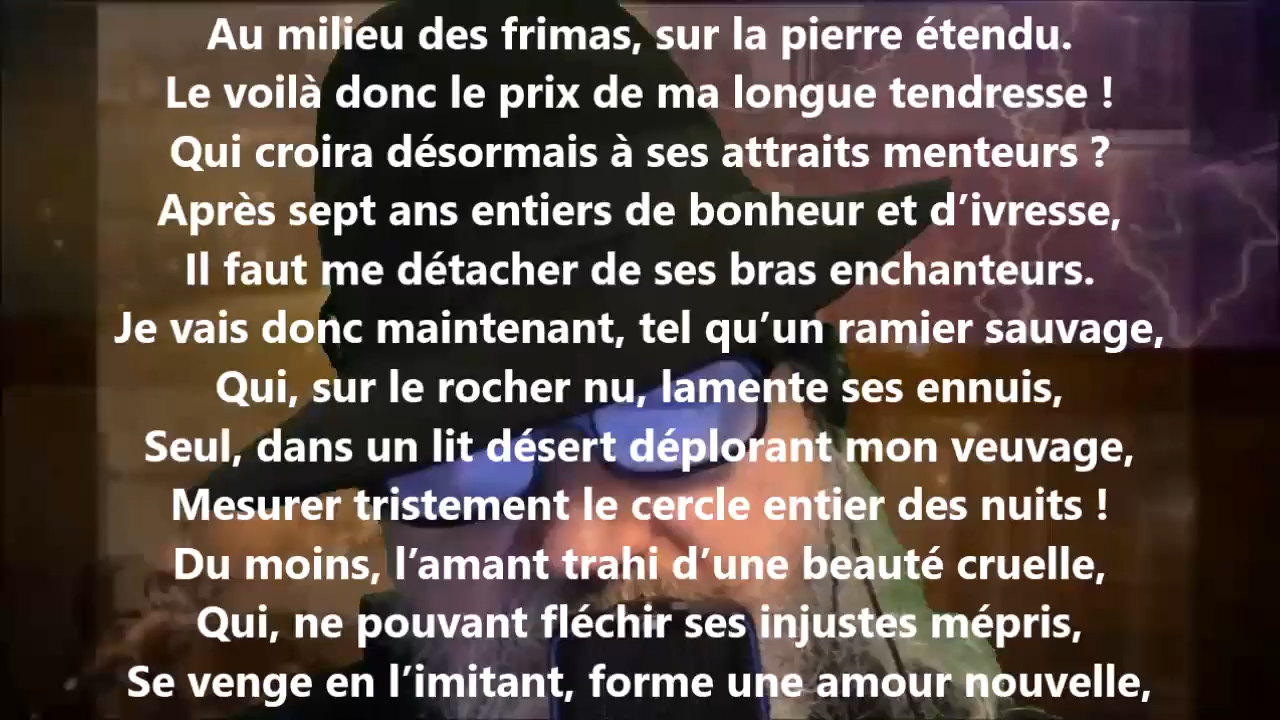 Au milieu des frimas, sur la pierre étendu.
Le voilà donc le prix de ma longue tendresse !
Qui croira désormais à ses attraits menteurs ?
Après sept ans entiers de bonheur et d’ivresse,
Il faut me détacher de ses bras enchanteurs.
Je vais donc maintenant, tel qu’un ramier sauvage,
Qui, sur le rocher nu, lamente ses ennuis,
Seul, dans un lit désert déplorant mon veuvage,
Mesurer tristement le cercle entier des nuits !
Du moins, l’amant trahi d’une beauté cruelle,
Qui, ne pouvant fléchir ses injustes mépris,
Se venge en l’imitant, forme une amour nouvelle,